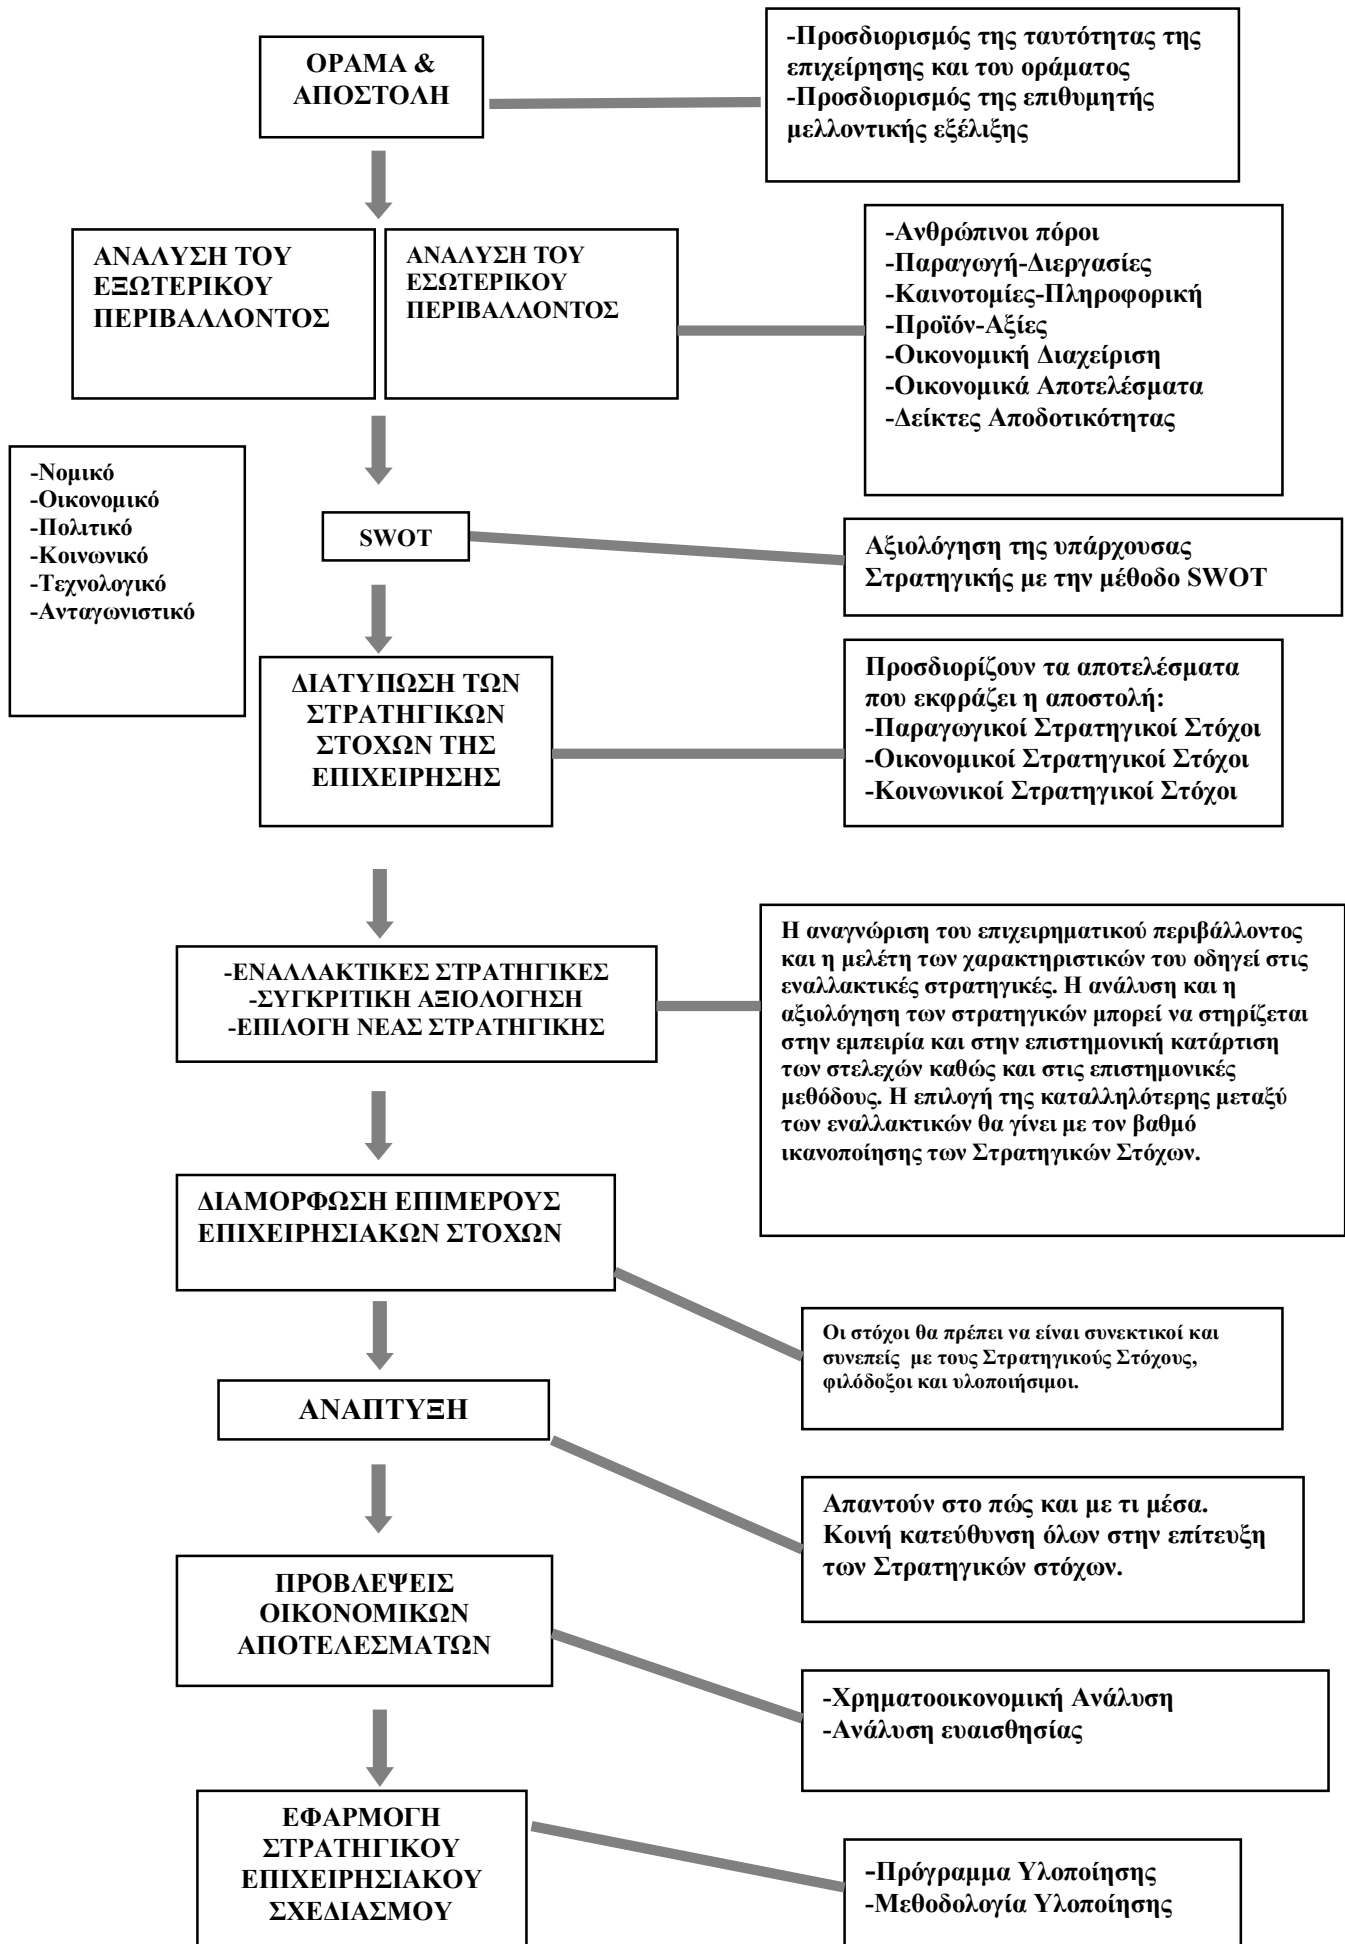 ΟΡΑΜΑ &
ΑΠΟΣΤΟΛΗ
-Προσδιορισμός της ταυτότητας της
επιχείρησης και του οράματος
-Προσδιορισμός της επιθυμητής
μελλοντικής εξέλιξης
ΑΝΑΛΥΣΗ ΤΟΥ
ΕΞΩΤΕΡΙΚΟΥ
ΠΕΡΙΒΑΛΛΟΝΤΟΣ
ΑΝΑΛΥΣΗ ΤΟΥ
ΕΣΩΤΕΡΙΚΟΥ
ΠΕΡΙΒΑΛΛΟΝΤΟΣ
-Ανθρώπινοι πόροι
-Παραγωγή-Διεργασίες
-Καινοτομίες-Πληροφορική
-Προϊόν-Αξίες
-Οικονομική Διαχείριση
-Οικονομικά Αποτελέσματα
-Δείκτες Αποδοτικότητας
-Νομικό
-Οικονομικό
-Πολιτικό
-Κοινωνικό
-Τεχνολογικό
-Ανταγωνιστικό
SWOT
Αξιολόγηση της υπάρχουσας
Στρατηγικής με την μέθοδο SWOT
ΔΙΑΤΥΠΩΣΗ ΤΩΝ
ΣΤΡΑΤΗΓΙΚΩΝ
ΣΤΟΧΩΝ ΤΗΣ
ΕΠΙΧΕΙΡΗΣΗΣ
Προσδιορίζουν τα αποτελέσματα
που εκφράζει η αποστολή:
-Παραγωγικοί Στρατηγικοί Στόχοι
-Οικονομικοί Στρατηγικοί Στόχοι
-Κοινωνικοί Στρατηγικοί Στόχοι
-ΕΝΑΛΛΑΚΤΙΚΕΣ ΣΤΡΑΤΗΓΙΚΕΣ
-ΣΥΓΚΡΙΤΙΚΗ ΑΞΙΟΛΟΓΗΣΗ
-ΕΠΙΛΟΓΗ ΝΕΑΣ ΣΤΡΑΤΗΓΙΚΗΣ
Η αναγνώριση του επιχειρηματικού περιβάλλοντος
και η μελέτη των χαρακτηριστικών του οδηγεί στις
εναλλακτικές στρατηγικές. Η ανάλυση και η
αξιολόγηση των στρατηγικών μπορεί να στηρίζεται
στην εμπειρία και στην επιστημονική κατάρτιση
των στελεχών καθώς και στις επιστημονικές
μεθόδους. Η επιλογή της καταλληλότερης μεταξύ
των εναλλακτικών θα γίνει με τον βαθμό
ικανοποίησης των Στρατηγικών Στόχων.
ΔΙΑΜΟΡΦΩΣΗ ΕΠΙΜΕΡΟΥΣ
ΕΠΙΧΕΙΡΗΣΙΑΚΩΝ ΣΤΟΧΩΝ
Οι στόχοι θα πρέπει να είναι συνεκτικοί και
συνεπείς  με τους Στρατηγικούς Στόχους,
φιλόδοξοι και υλοποιήσιμοι.
ΑΝΑΠΤΥΞΗ
Απαντούν στο πώς και με τι μέσα.
Κοινή κατεύθυνση όλων στην επίτευξη
των Στρατηγικών στόχων.
ΠΡΟΒΛΕΨΕΙΣ
ΟΙΚΟΝΟΜΙΚΩΝ
ΑΠΟΤΕΛΕΣΜΑΤΩΝ
-Χρηματοοικονομική Ανάλυση
-Ανάλυση ευαισθησίας
ΕΦΑΡΜΟΓΗ
ΣΤΡΑΤΗΓΙΚΟΥ
ΕΠΙΧΕΙΡΗΣΙΑΚΟΥ
ΣΧΕΔΙΑΣΜΟΥ
-Πρόγραμμα Υλοποίησης
-Μεθοδολογία Υλοποίησης